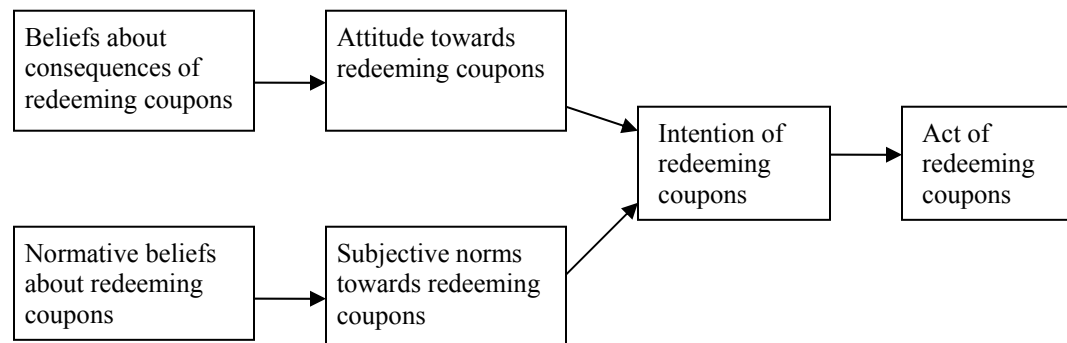 Beliefs about
consequences of
redeeming coupons
Attitude towards
redeeming coupons
Intention of
redeeming
coupons
Act of
redeeming
coupons
Normative beliefs
about redeeming
coupons
Subjective norms
towards redeeming
coupons